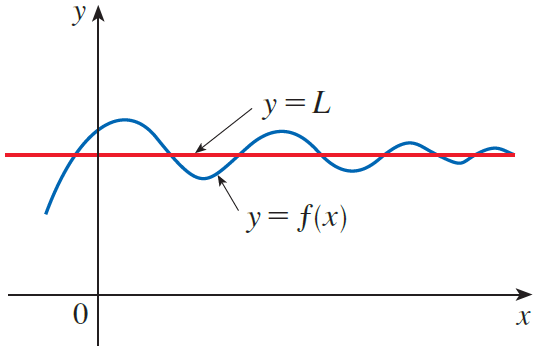 y
y = L
y = f(x)
0
x